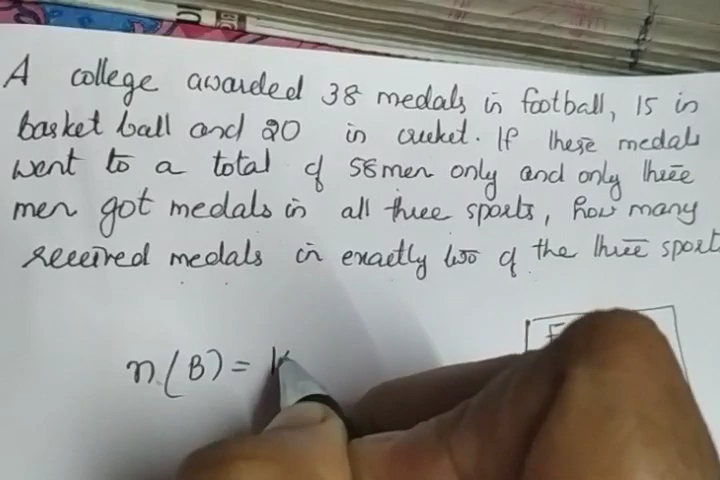 A college awarded 38 medals in football, 15 in
basket ball and 20 in cricket. If these medals
went to a total of 58 men only and only three
men got medals in all three sports, how many
received medals in exactly two of the three sport
n(B) = 1
F